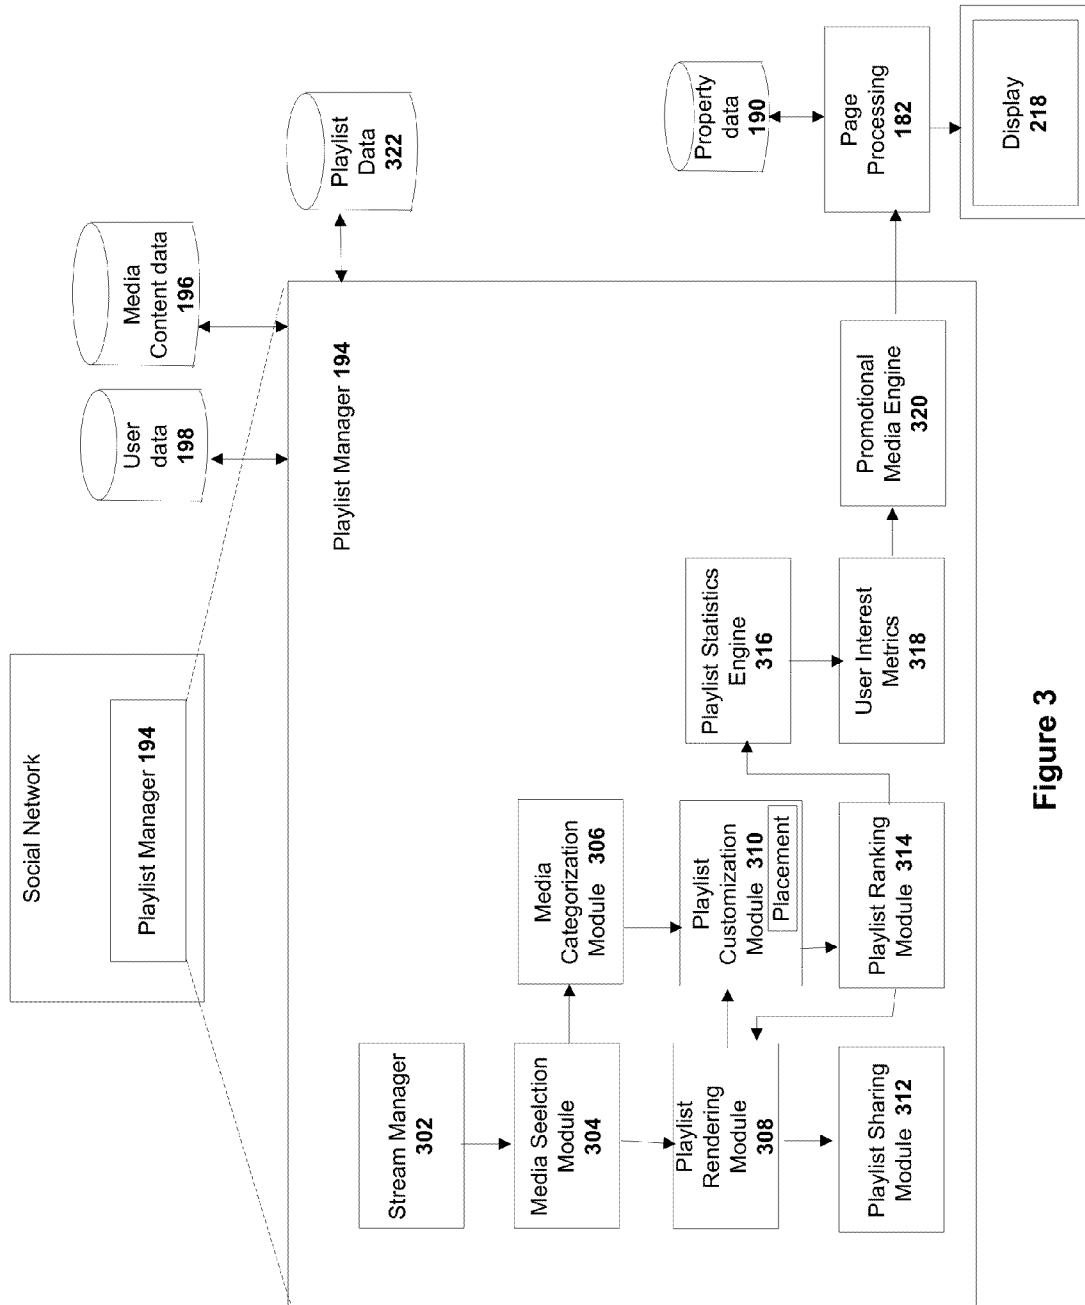 Social Network
Playlist Manager 194
User
data
198
Media
Content data
196
Playlist
Data
322
Playlist Manager 194
Stream Manager
302
Media Seelction
Module
304
Media
Categorization
Module 306
Playlist
Rendering
Module
308
Playlist
Customization
Module 310
Placement
Playlist Statistics
Engine
316
Property
data
190
Playlist Sharing
Module 312
Playlist Ranking
Module 314
User Interest
Metrics
318
Promotional
Media Engine
320
Page
Processing
182
Display
218
Figure 3